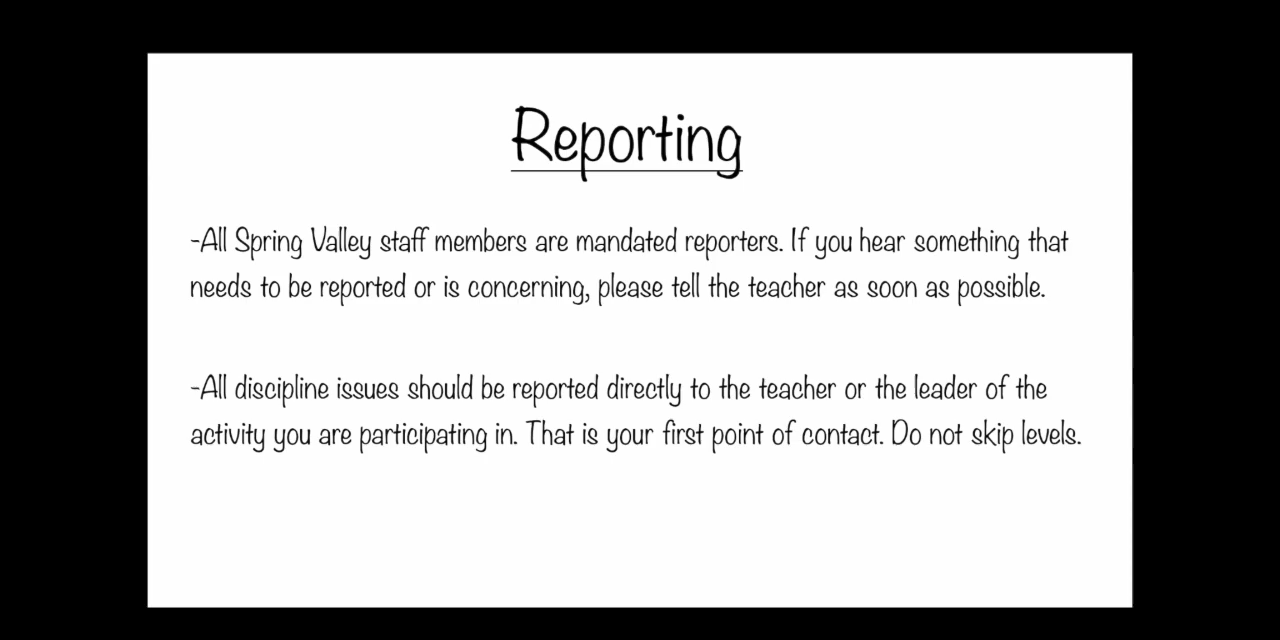 Reporting
-All Spring Valley staff members are mandated reporters. If you hear something that
needs to be reported or is concerning, please tell the teacher as soon as possible.
-All discipline issues should be reported directly to the teacher or the leader of the
activity you are participating in. That is your first point of contact. Do not skip levels.